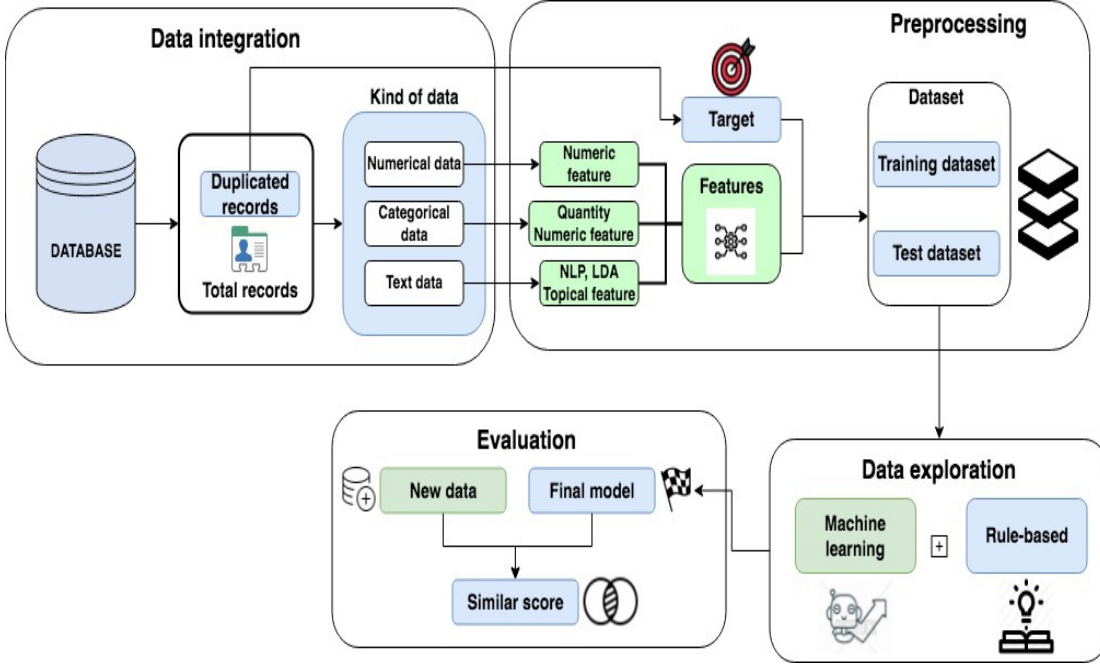 Data integration
DATABASE
Duplicated
records
Total records
Kind of data
Numerical data
Categorical
data
Text data
Preprocessing
Target
Numeric
feature
Quantity
Numeric feature
NLP, LDA
Topical feature
Features
Dataset
Training dataset
Test dataset
Data exploration
Machine
learning
+
Rule-based
Evaluation
New data
Final model
Similar score